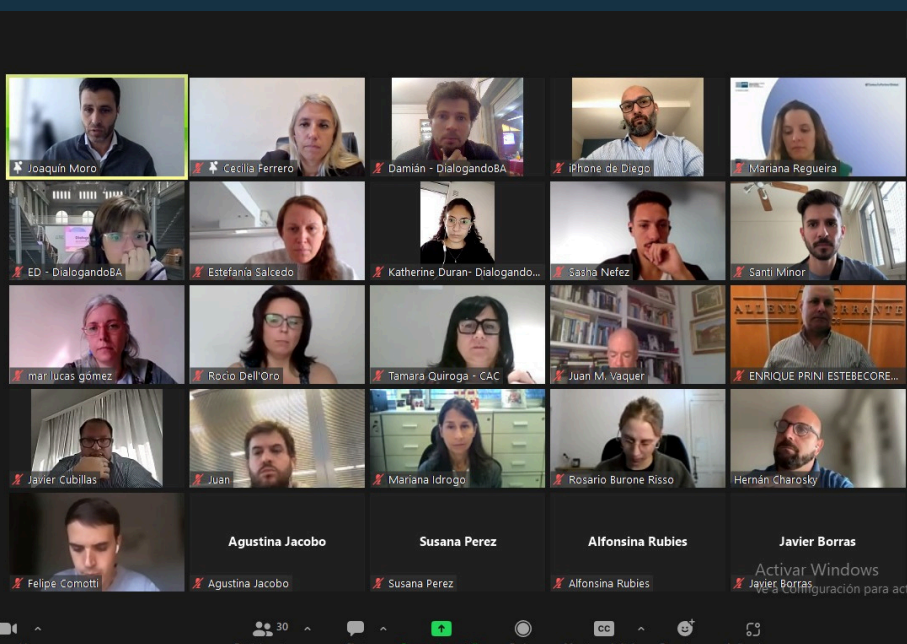 Joaquín Moro
Cecilia Ferrero
Damián - DialogandoBA
iPhone de Diego
Mariana Regueira
ED - DialogandoBA
Estefanía Salcedo
Katherine Duran- Dialogando...
Sasha Nefez
Santi Minor
mar lucas gómez
Rocio Dell'Oro
Tamara Quiroga - CAC
Juan M. Vaquer
ALLENDE
ERRANTE
ENRIQUE PRINI ESTEBECORE...
Javier Cubillas
Juan
Mariana Idrogo
Rosario Burone Risso
Hernán Charosky
Felipe Comotti
Agustina Jacobo
Agustina Jacobo
Susana Perez
Susana Perez
Alfonsina Rubies
Alfonsina Rubies
Javier Borras
Javier Borras
Activar Windows
Ve a Configuración para act
30
CC